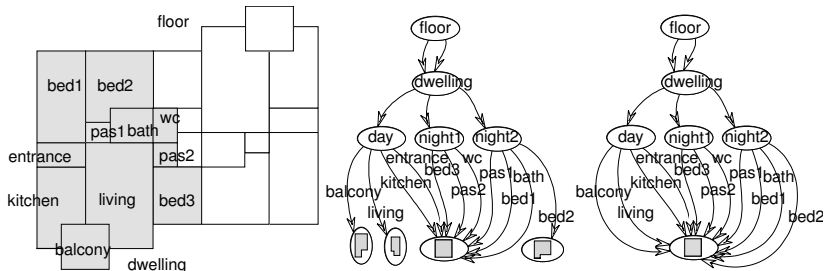 floor
bed1
bed2
wc
pas1
bath
entrance
pas2
kitchen
living
bed3
balcony
dwelling
floor
dwelling
day
night1
night2
entrance
wc
bed3
pas1
bath
balcony
kitchen
pas2
bed1
living
bed2
floor
dwelling
day
night1
night2
entrance
wc
bed3
pas1
bath
kitchen
balcony
pas2
bed1
living
bed2